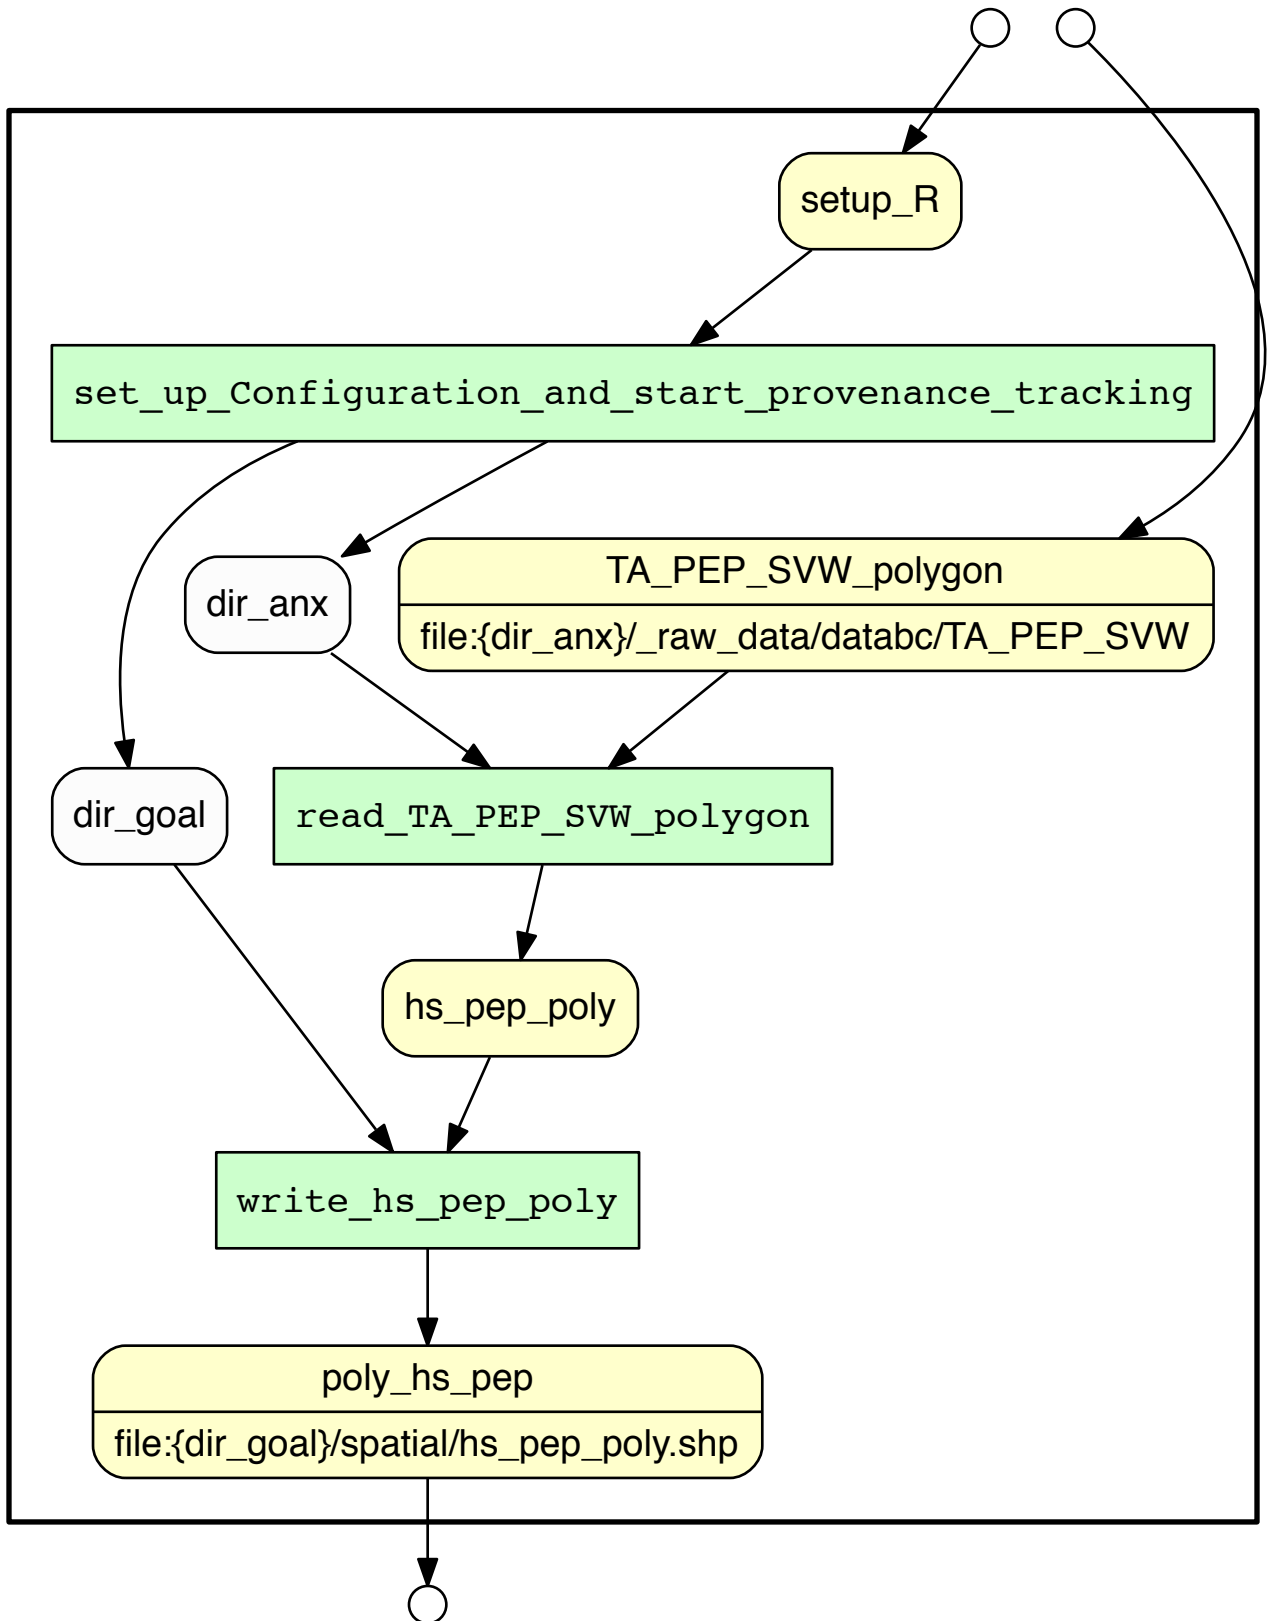 setup_R
set_up_Configuration_and_start_provenance_tracking
dir_anx
TA_PEP_SVW_polygon
file:{dir_anx}/_raw_data/databc/TA_PEP_SVW
dir_goal
read_TA_PEP_SVW_polygon
hs_pep_poly
write_hs_pep_poly
poly_hs_pep
file:{dir_goal}/spatial/hs_pep_poly.shp